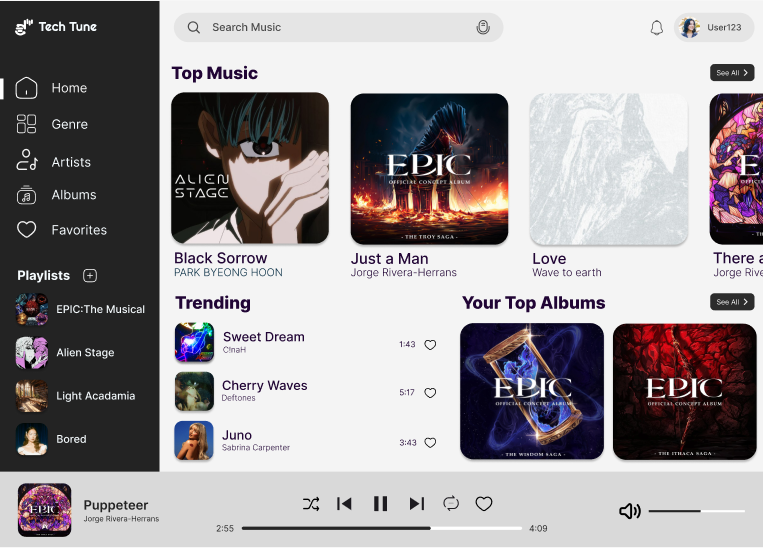 Tech Tune
Search Music
User123
Home
Genre
Artists
Albums
Favorites
Playlists
EPIC:The Musical
Alien Stage
Light Acadamia
Bored
Top Music
See All
ALIEN
STAGE
Black Sorrow
PARK BYEONG HOON
EPIC
OFFICIAL CONCEPT ALBUM
- THE TROY SAGA -
Just a Man
Jorge Rivera-Herrans
Love
Wave to earth
There a
Jorge Rive
Trending
Sweet Dream
C!naH
1:43
Cherry Waves
Deftones
5:17
Juno
Sabrina Carpenter
3:43
Your Top Albums
See All
EPIC
OFFICIAL CONCEPT ALBUM
- THE WISDOM SAGA -
EPIC
OFFICIAL CONCEPT ALBUM
- THE ITHACA SAGA -
EPIC
Puppeteer
Jorge Rivera-Herrans
2:55
4:09